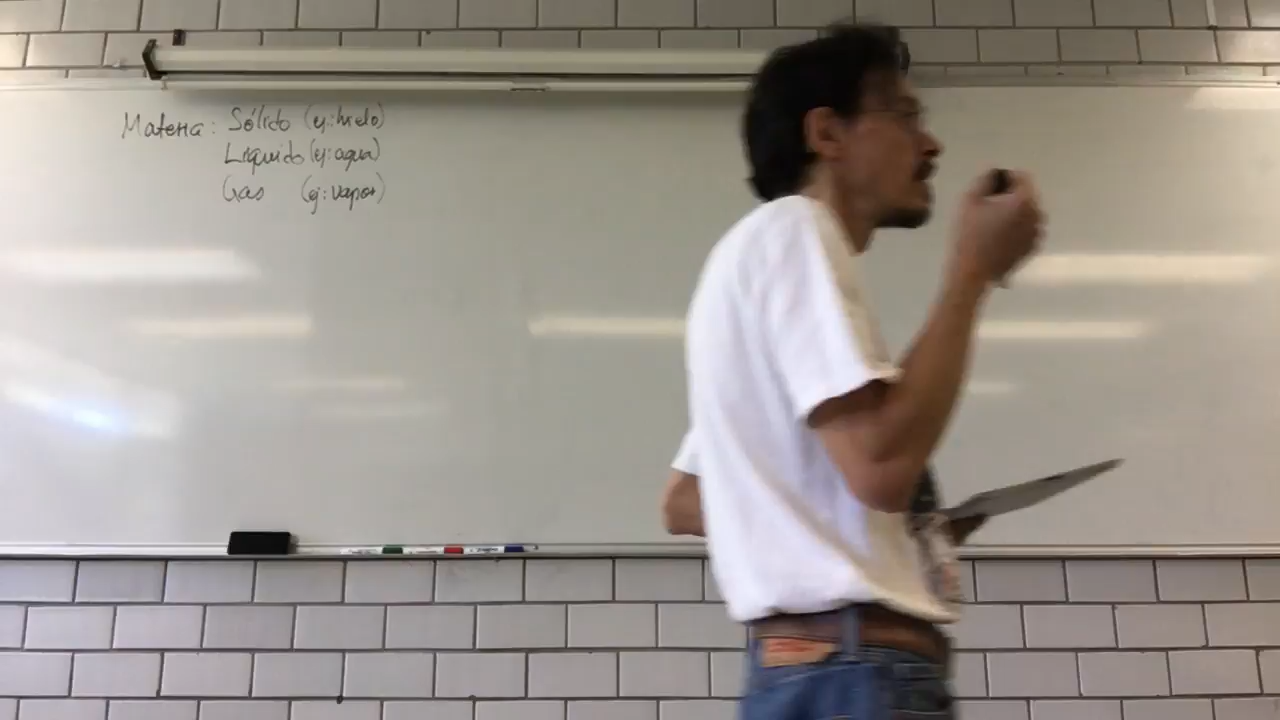 Materia: Sólido (ej: hielo)
Líquido (ej: agua)
Gas (ej: vapor)